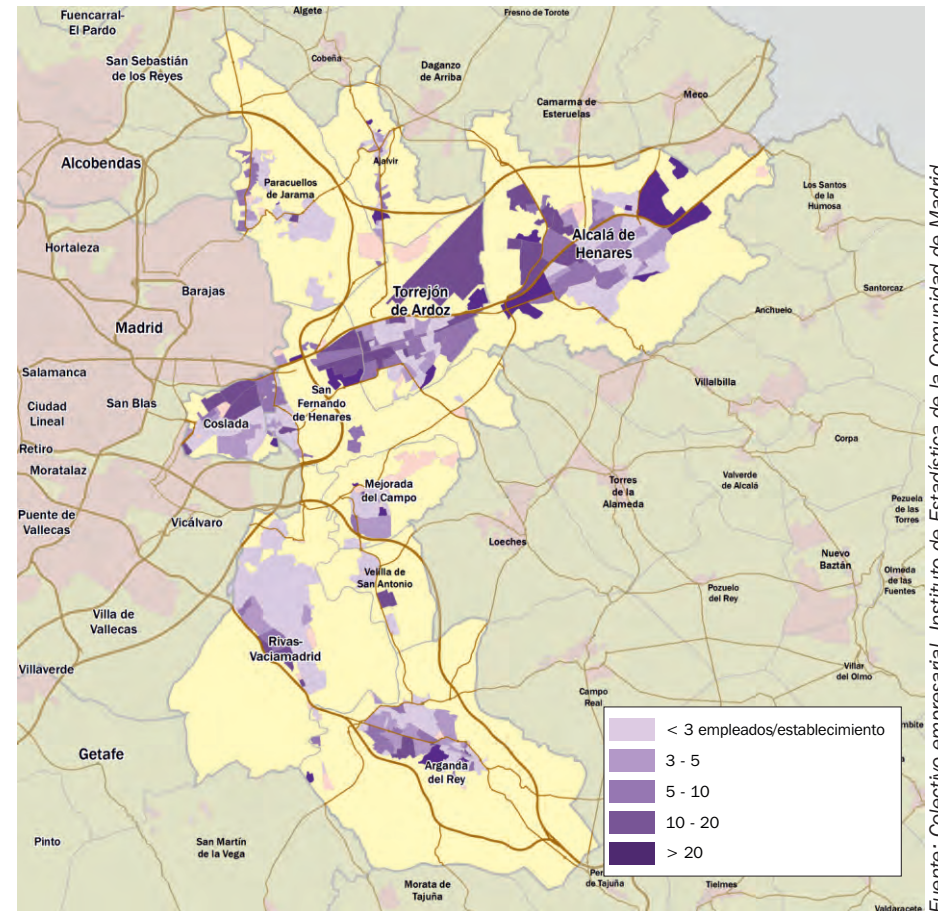 Fuencarral-
El Pardo
Algete
Fresno de Torote
San Sebastián
de los Reyes
Cobeña
Daganzo
de Arriba
Meco
Camarma de
Esteruelas
Alcobendas
Ajalvir
Paracuellos
de Jarama
Los Santos
de la
Humosa
Hortaleza
Alcalá de
Henares
Barajas
Torrejón
de Ardoz
Santorcaz
Anchuelo
Madrid
Salamanca
San
Fernando
de Henares
Villalbilla
Ciudad
Lineal
San Blas
Coslada
Corpa
Retiro
Moratalaz
Mejorada
del Campo
Torres
de la
Alameda
Valverde
de Alcalá
Pezuela
de las
Torres
Puente de
Vallecas
Vicálvaro
Loeches
Nuevo
Baztán
Velilla de
San Antonio
Olmeda
de las
Fuentes
Pozuelo
del Rey
Villa de
Vallecas
Rivas-
Vaciamadrid
Villaverde
Villar
del Olmo
Campo
Real
Getafe
Arganda
del Rey
Pinto
San Martín
de la Vega
Morata de
Tajuña
de Tajuña
Tielmes
Valdaracete
< 3 empleados/establecimiento
3 - 5
5 - 10
10 - 20
> 20
Fuente: Colectivo empresarial. Instituto de Estadística de la Comunidad de Madrid